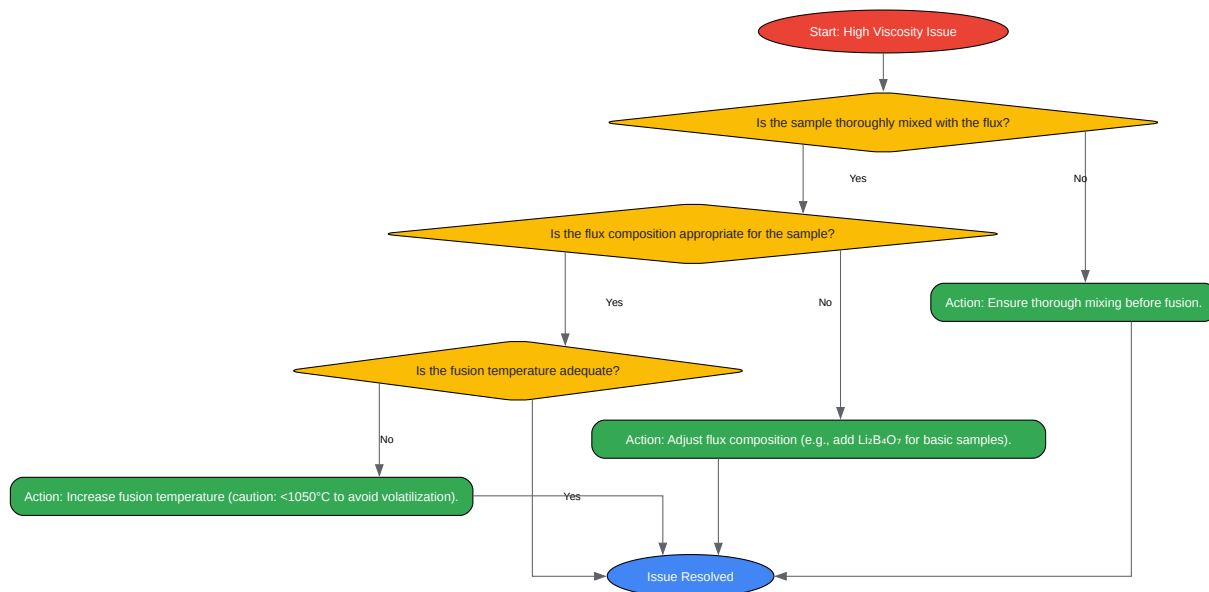 Start: High Viscosity Issue
Is the sample thoroughly mixed with the flux?
Yes
No
Is the flux composition appropriate for the sample?
Yes
No
Action: Ensure thorough mixing before fusion.
Is the fusion temperature adequate?
No
Action: Adjust flux composition (e.g., add Li₂B₄O₇ for basic samples).
Action: Increase fusion temperature (caution: <1050°C to avoid volatilization).
Yes
Issue Resolved